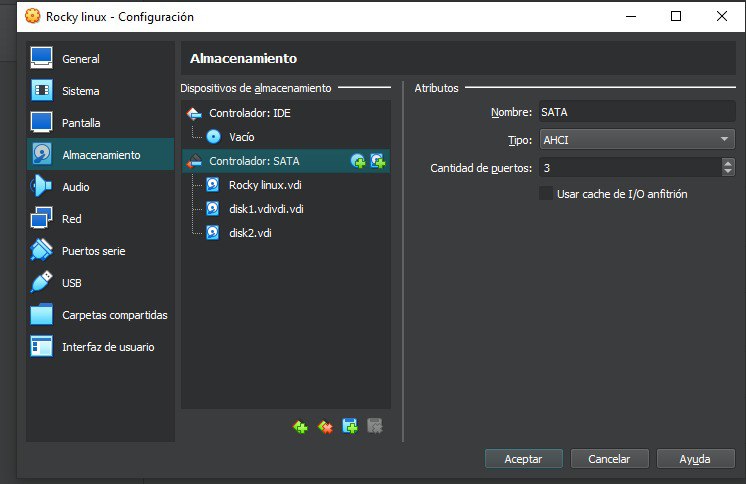 Rocky linux - Configuración
General
Sistema
Pantalla
Almacenamiento
Audio
Red
Puertos serie
USB
Carpetas compartidas
Interfaz de usuario
Almacenamiento
Dispositivos de almacenamiento
Controlador: IDE
Vacío
Controlador: SATA
Rocky linux.vdi
disk1.vdivdi.vdi
disk2.vdi
Atributos
Nombre: SATA
Tipo: AHCI
Cantidad de puertos: 3
Usar cache de I/O anfitrión
Aceptar Cancelar Ayuda